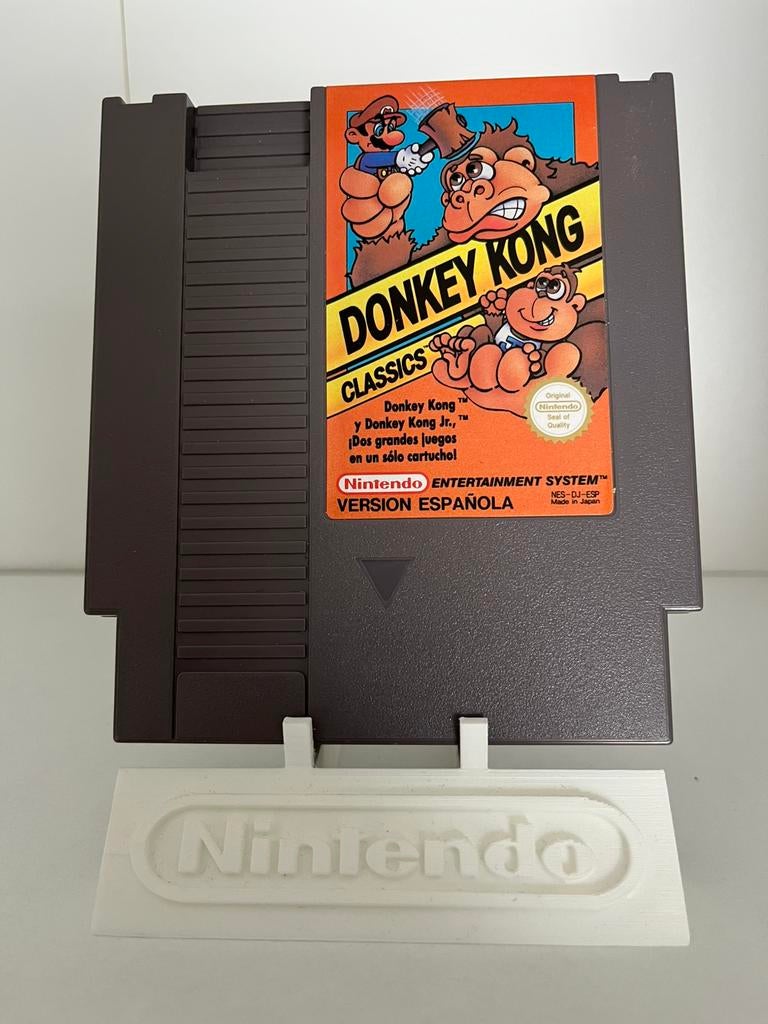 DONKEY KONG
CLASSICS™
Donkey Kong™
y Donkey Kong Jr.,™
¡Dos grandes juegos
en un sólo cartucho!
Original
Nintendo
Seal of
Quality
Nintendo ENTERTAINMENT SYSTEM™
VERSION ESPAÑOLA
NES-DJ-ESP
Made in Japan
Nintendo